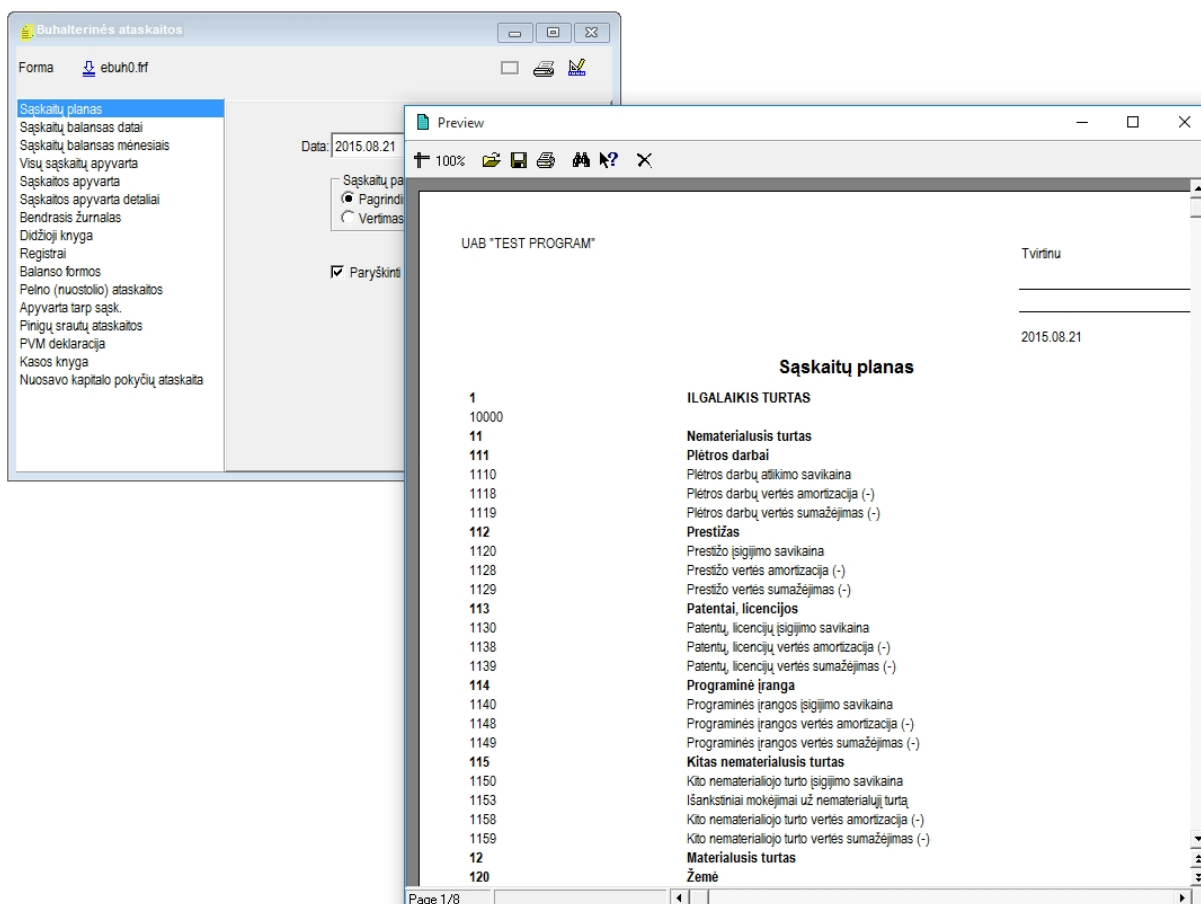 Buhalterinės ataskaitos
Forma ebuh0.frf
Sąskaitų planas
Sąskaitų balansas datai
Sąskaitų balansas mėnesiais
Visų sąskaitų apyvarta
Sąskaitos apyvarta
Sąskaitos apyvarta detaliai
Bendrasis žurnalas
Didžioji knyga
Registrai
Balanso formos
Pelno (nuostolio) ataskaitos
Apyvarta tarp sąsk.
Pinigų srautų ataskaitos
PVM deklaracija
Kasos knyga
Nuosavo kapitalo pokyčių ataskaita
Data: 2015.08.21
Sąskaitų pa
Pagrindi
Vertimas
Paryškinti
Preview
100%
UAB "TEST PROGRAM"
Tvirtinu
2015.08.21
Sąskaitų planas
1 ILGALAIKIS TURTAS
10000
11 Nematerialusis turtas
111 Plėtros darbai
1110 Plėtros darbų atlikimo savikaina
1118 Plėtros darbų vertės amortizacija (-)
1119 Plėtros darbų vertės sumažėjimas (-)
112 Prestižas
1120 Prestižo įsigijimo savikaina
1128 Prestižo vertės amortizacija (-)
1129 Prestižo vertės sumažėjimas (-)
113 Patentai, licencijos
1130 Patentų, licencijų įsigijimo savikaina
1138 Patentų, licencijų vertės amortizacija (-)
1139 Patentų, licencijų vertės sumažėjimas (-)
114 Programinė įranga
1140 Programinės įrangos įsigijimo savikaina
1148 Programinės įrangos vertės amortizacija (-)
1149 Programinės įrangos vertės sumažėjimas (-)
115 Kitas nematerialusis turtas
1150 Kito nematerialiojo turto įsigijimo savikaina
1153 Išankstiniai mokėjimai už nematerialųjį turtą
1158 Kito nematerialiojo turto vertės amortizacija (-)
1159 Kito nematerialiojo turto vertės sumažėjimas (-)
12 Materialusis turtas
120 Žemė
Page 1/8